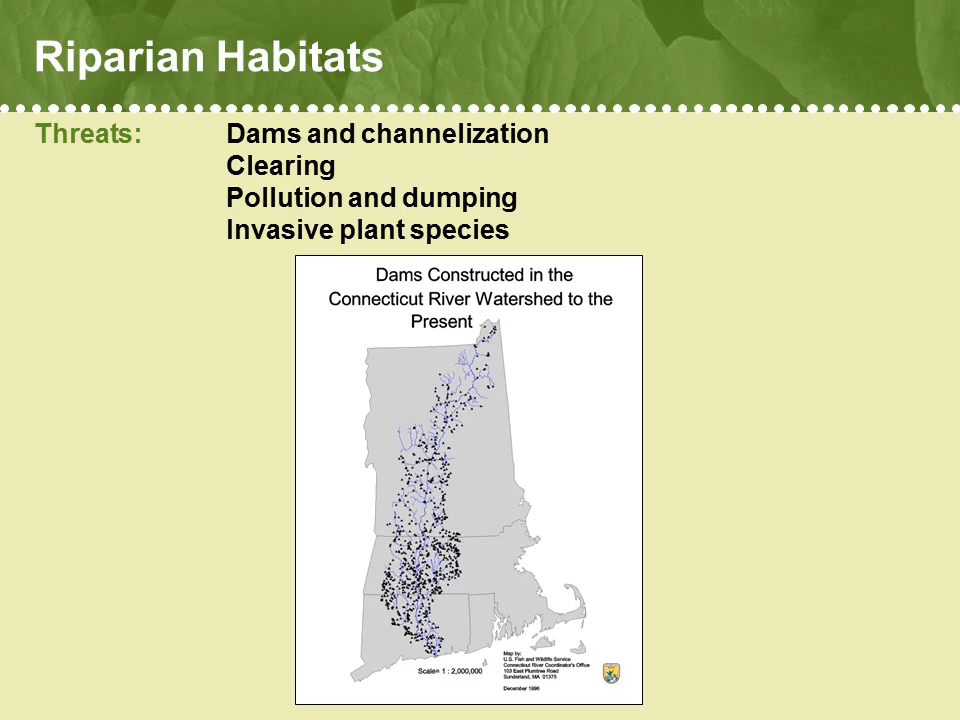 Riparian Habitats
Threats: Dams and channelization
Clearing
Pollution and dumping
Invasive plant species
Dams Constructed in the
Connecticut River Watershed to the
Present
Scale= 1 : 2,000,000
Map by:
U.S. Fish and Wildlife Service
Connecticut River Coordinator's Office
103 East Plumtree Road
Sunderland, MA 01375
December 1996